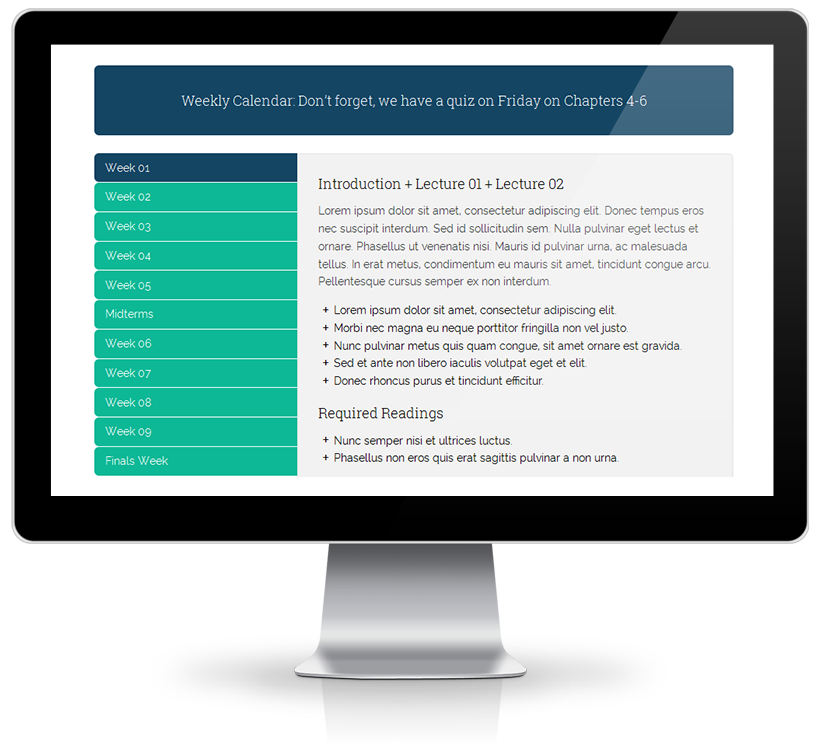 Weekly Calendar: Don't forget, we have a quiz on Friday on Chapters 4-6
Week 01
Week 02
Week 03
Week 04
Week 05
Midterms
Week 06
Week 07
Week 08
Week 09
Finals Week
Introduction + Lecture 01 + Lecture 02
Lorem ipsum dolor sit amet, consectetur adipiscing elit. Donec tempus eros
nec suscipit interdum. Sed id sollicitudin sem. Nulla pulvinar eget lectus et
ornare. Phasellus ut venenatis nisi. Mauris id pulvinar urna, ac malesuada
tellus. In erat metus, condimentum eu mauris sit amet, tincidunt congue arcu.
Pellentesque cursus semper ex non interdum.
+ Lorem ipsum dolor sit amet, consectetur adipiscing elit.
+ Morbi nec magna eu neque porttitor fringilla non vel justo.
+ Nunc pulvinar metus quis quam congue, sit amet ornare est gravida.
+ Sed et ante non libero iaculis volutpat eget et elit.
+ Donec rhoncus purus et tincidunt efficitur.
Required Readings
+ Nunc semper nisi et ultrices luctus.
+ Phasellus non eros quis erat sagittis pulvinar a non urna.